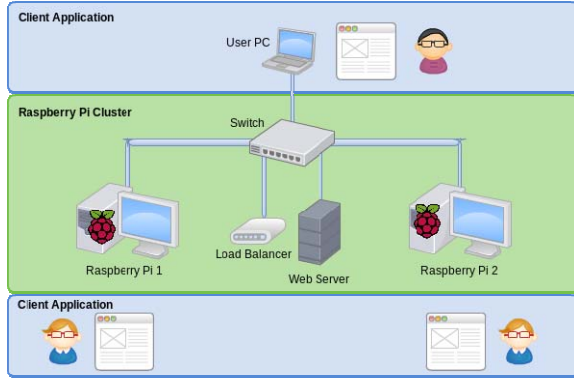 Client Application
User PC
Raspberry Pi Cluster
Switch
Raspberry Pi 1
Load Balancer
Web Server
Raspberry Pi 2
Client Application